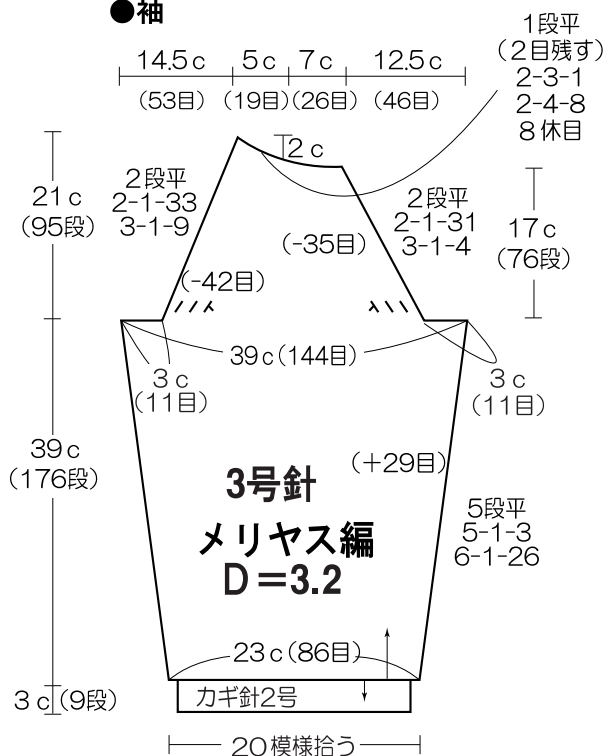 ●袖
14.5c 5c 7c 12.5c
(53目) (19目) (26目) (46目)
1段平
(2目残す)
2-3-1
2-4-8
8休目
2c
21c
(95段)
2段平
2-1-33
3-1-9
2段平
2-1-31
3-1-4
17c
(76段)
(-35目)
(-42目)
39c(144目)
3c
(11目)
3c
(11目)
39c
(176段)
(+29目)
3号針
メリヤス編
D=3.2
5段平
5-1-3
6-1-26
23c(86目)
3c(9段)
カギ針2号
20模様拾う